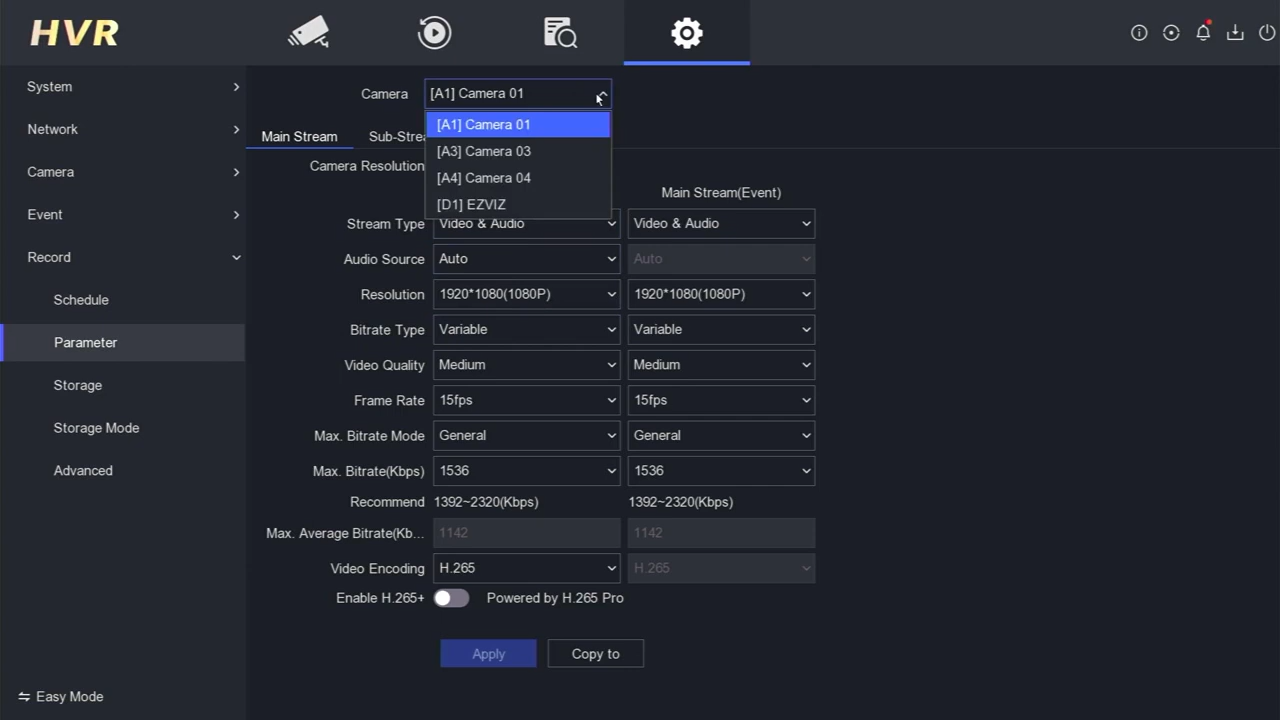 HVR
System
Network
Camera
Event
Record
Schedule
Parameter
Storage
Storage Mode
Advanced
Easy Mode
Camera [A1] Camera 01
[A1] Camera 01
[A3] Camera 03
[A4] Camera 04
[D1] EZVIZ
Main Stream Sub-Strea
Camera Resolution
Main Stream(Event)
Stream Type Video & Audio Video & Audio
Audio Source Auto Auto
Resolution 1920*1080(1080P) 1920*1080(1080P)
Bitrate Type Variable Variable
Video Quality Medium Medium
Frame Rate 15fps 15fps
Max. Bitrate Mode General General
Max. Bitrate(Kbps) 1536 1536
Recommend 1392~2320(Kbps) 1392~2320(Kbps)
Max. Average Bitrate(Kb... 1142 1142
Video Encoding H.265 H.265
Enable H.265+ Powered by H.265 Pro
Apply Copy to